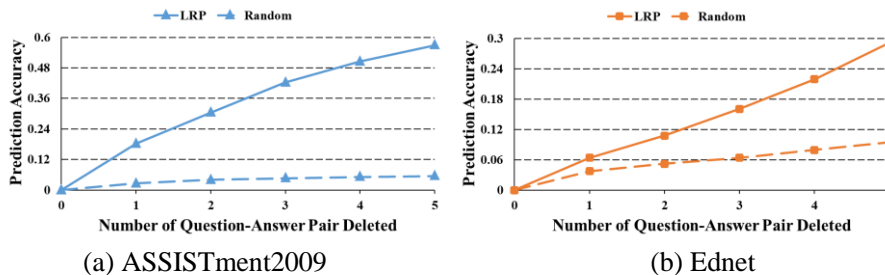 LRP Random
Prediction Accuracy
0.6
0.48
0.36
0.24
0.12
0
0 1 2 3 4 5
Number of Question-Answer Pair Deleted
(a) ASSISTment2009
LRP Random
Prediction Accuracy
0.3
0.24
0.18
0.12
0.06
0
0 1 2 3 4
Number of Question-Answer Pair Deleted
(b) Ednet